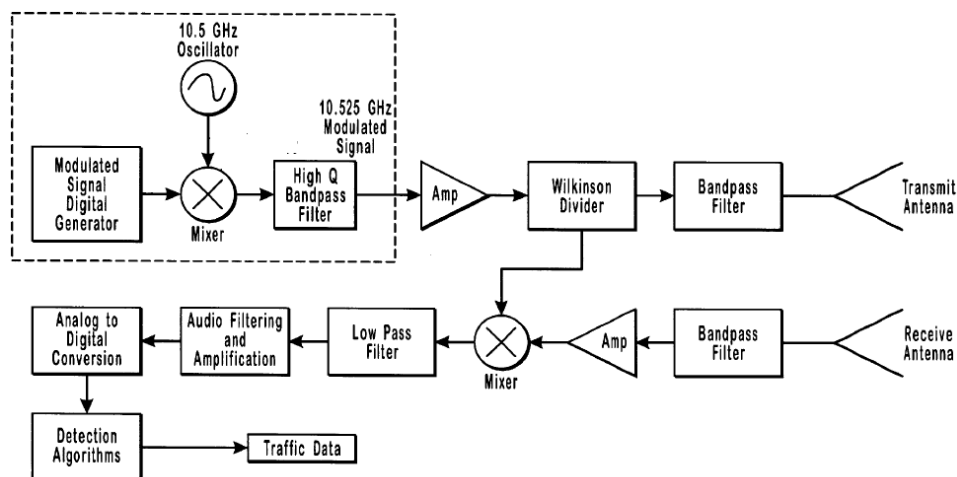 10.5 GHz
Oscillator
10.525 GHz
Modulated
Signal
Modulated
Signal
Digital
Generator
Mixer
High Q
Bandpass
Filter
Amp
Wilkinson
Divider
Bandpass
Filter
Transmit
Antenna
Analog to
Digital
Conversion
Audio Filtering
and
Amplification
Low Pass
Filter
Mixer
Amp
Bandpass
Filter
Receive
Antenna
Detection
Algorithms
Traffic Data